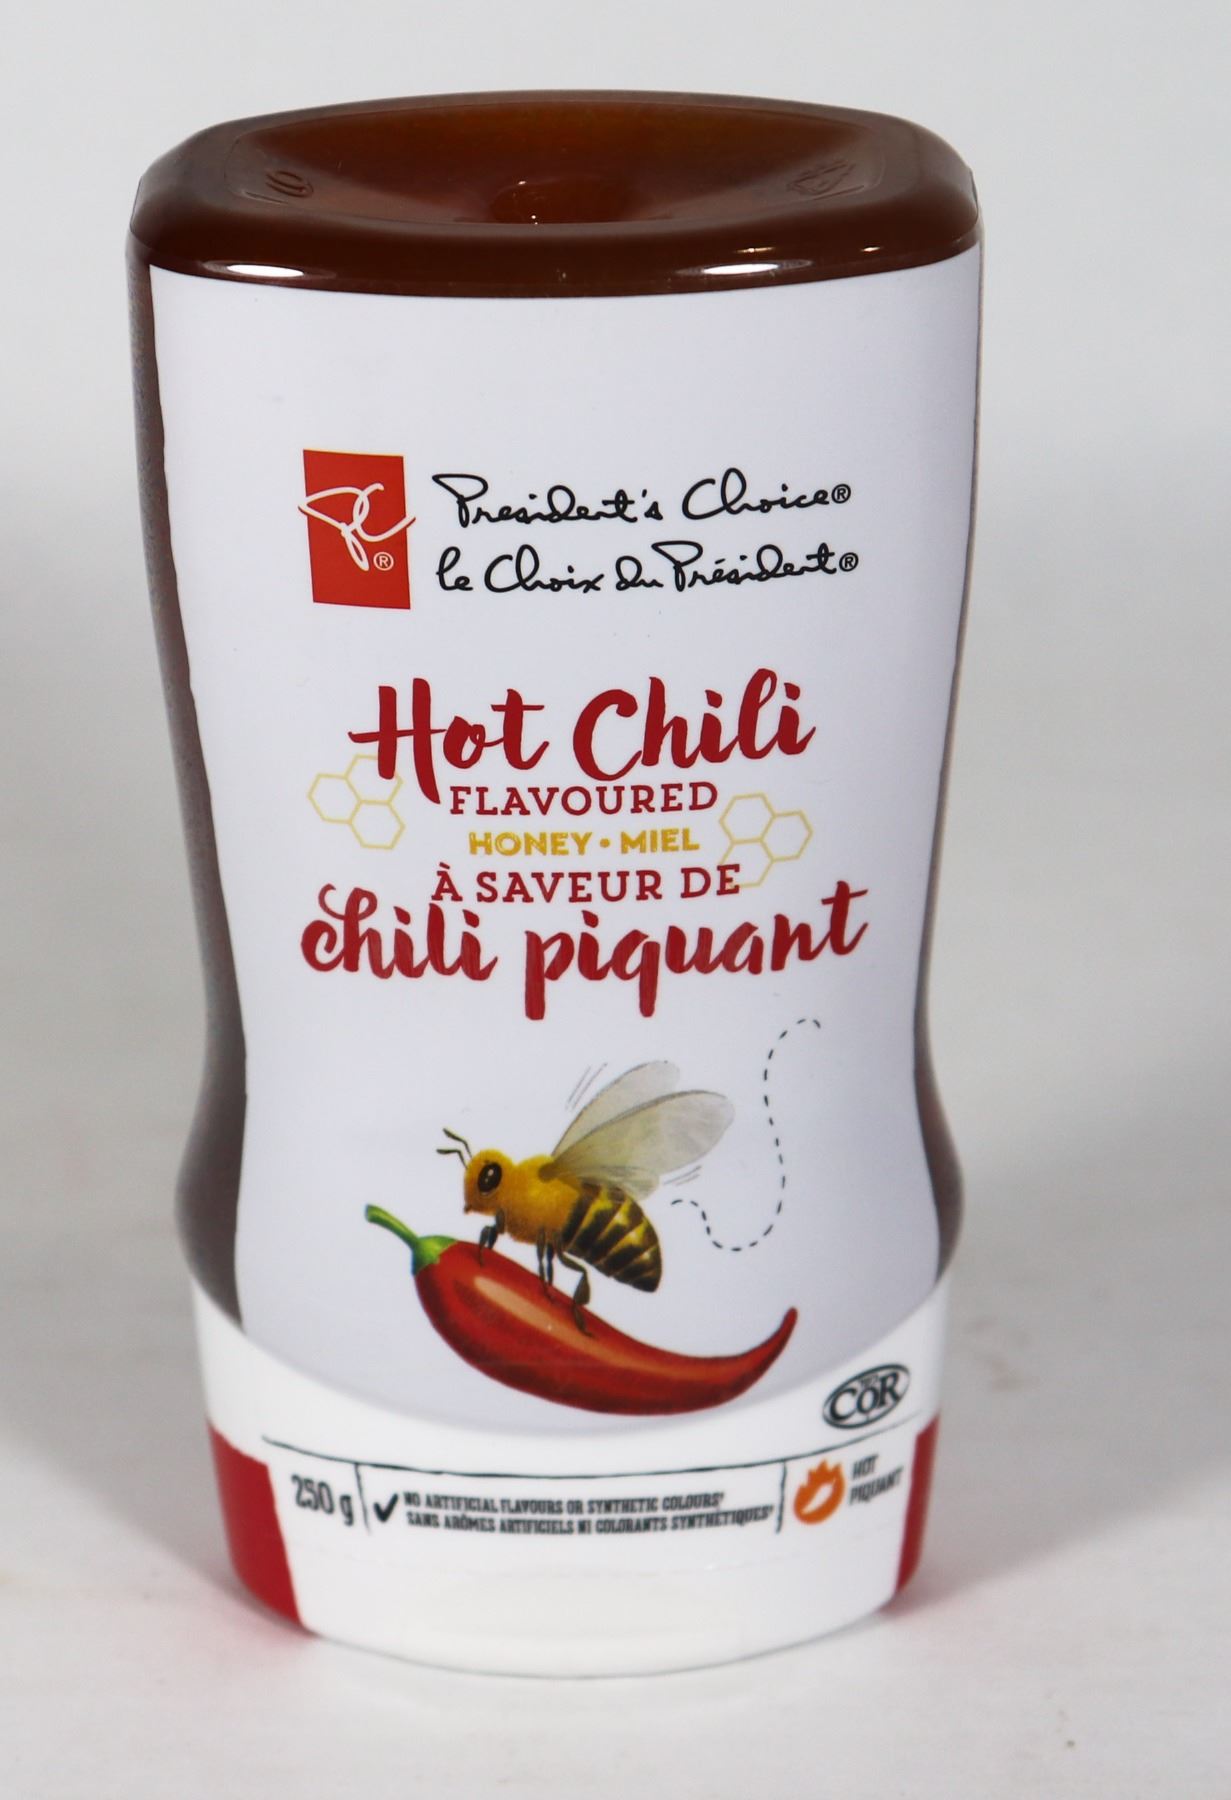 President's Choice®
le Choix du Président®
Hot Chili
FLAVOURED
HONEY • MIEL
À SAVEUR DE
chili piquant
COR
250 g
NO ARTIFICIAL FLAVOURS OR SYNTHETIC COLOURS†
SANS ARÔMES ARTIFICIELS NI COLORANTS SYNTHÉTIQUES†
HOT
PIQUANT